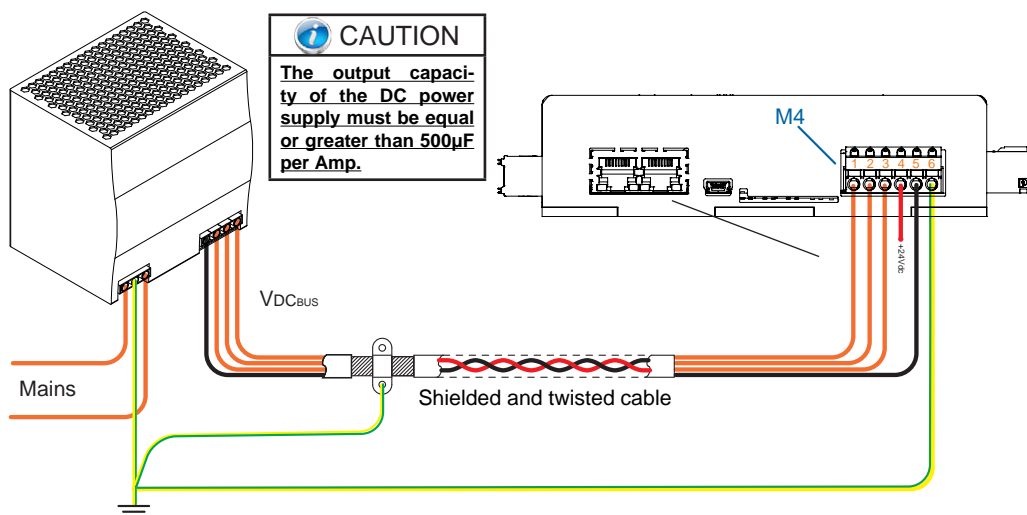 CAUTION
The output capaci-
ty of the DC power
supply must be equal
or greater than 500µF
per Amp.
M4
1 2 3 4 5 6
+24Vdc
VDCBUS
Mains
Shielded and twisted cable